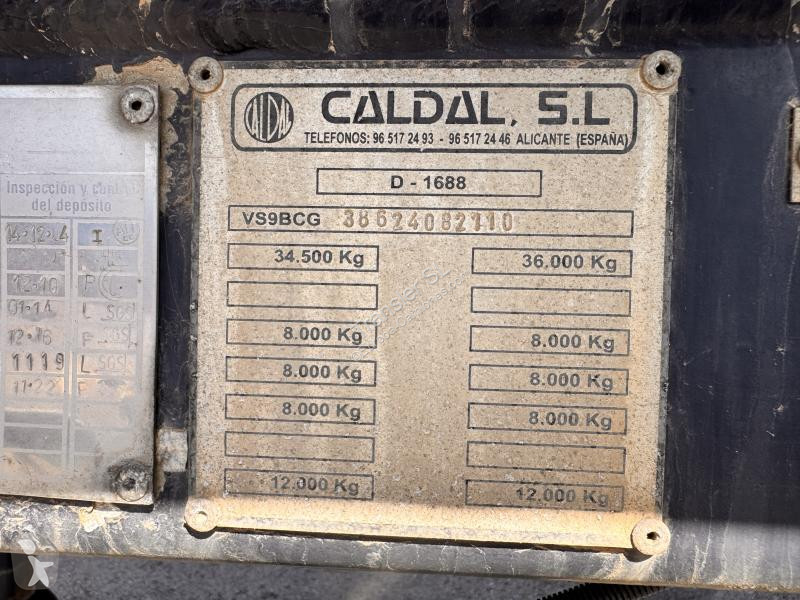 CALDAL
CALDAL, S.L
TELEFONOS: 96 517 24 93 - 96 517 24 46 ALICANTE (ESPAÑA)
D - 1688
VS9BCG 38624082110
34.500 Kg 36.000 Kg
8.000 Kg 8.000 Kg
8.000 Kg 8.000 Kg
8.000 Kg 8.000 Kg
12.000 Kg 12.000 Kg
Inspección y
del depósito
I
12-10 P
01-14 L SGS
12-16 P SGS
1119 L SGS
11-22 P